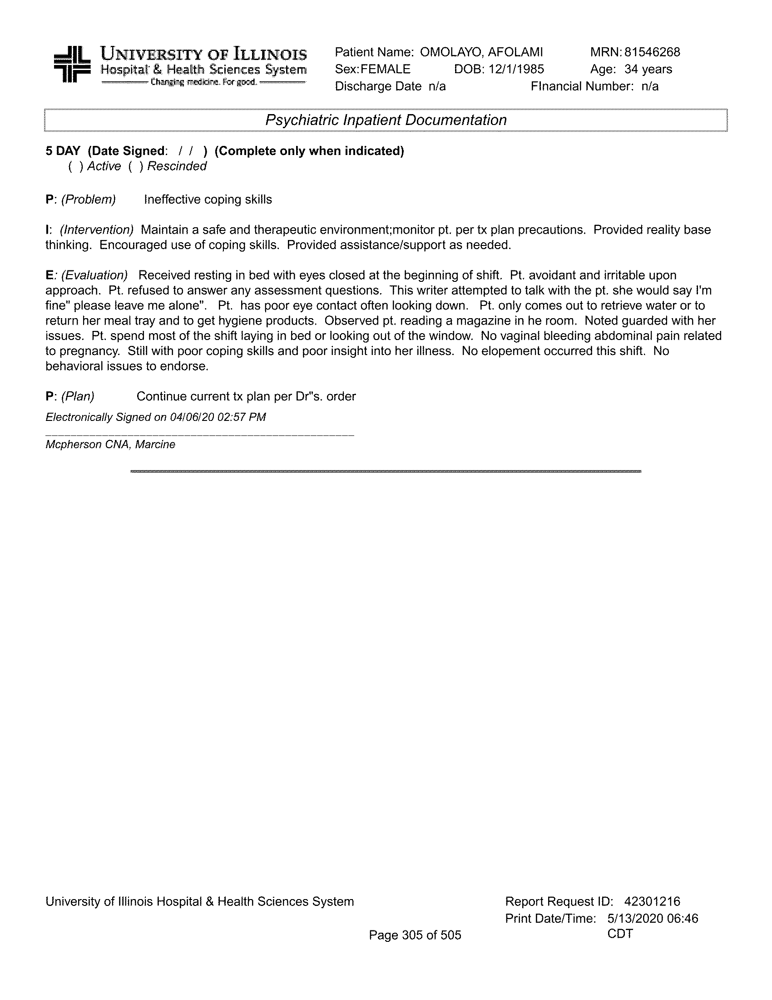 UNIVERSITY OF ILLINOIS
Hospital & Health Sciences System
Changing medicine. For good.
Patient Name: OMOLAYO, AFOLAMI MRN: 81546268
Sex: FEMALE DOB: 12/1/1985 Age: 34 years
Discharge Date n/a FInancial Number: n/a
Psychiatric Inpatient Documentation
5 DAY (Date Signed: / / ) (Complete only when indicated)
( ) Active ( ) Rescinded
P: (Problem) Ineffective coping skills
I: (Intervention) Maintain a safe and therapeutic environment;monitor pt. per tx plan precautions. Provided reality base
thinking. Encouraged use of coping skills. Provided assistance/support as needed.
E: (Evaluation) Received resting in bed with eyes closed at the beginning of shift. Pt. avoidant and irritable upon
approach. Pt. refused to answer any assessment questions. This writer attempted to talk with the pt. she would say I'm
fine" please leave me alone". Pt. has poor eye contact often looking down. Pt. only comes out to retrieve water or to
return her meal tray and to get hygiene products. Observed pt. reading a magazine in he room. Noted guarded with her
issues. Pt. spend most of the shift laying in bed or looking out of the window. No vaginal bleeding abdominal pain related
to pregnancy. Still with poor coping skills and poor insight into her illness. No elopement occurred this shift. No
behavioral issues to endorse.
P: (Plan) Continue current tx plan per Dr"s. order
Electronically Signed on 04/06/20 02:57 PM
Mcpherson CNA, Marcine
University of Illinois Hospital & Health Sciences System Report Request ID: 42301216
Print Date/Time: 5/13/2020 06:46
Page 305 of 505 CDT